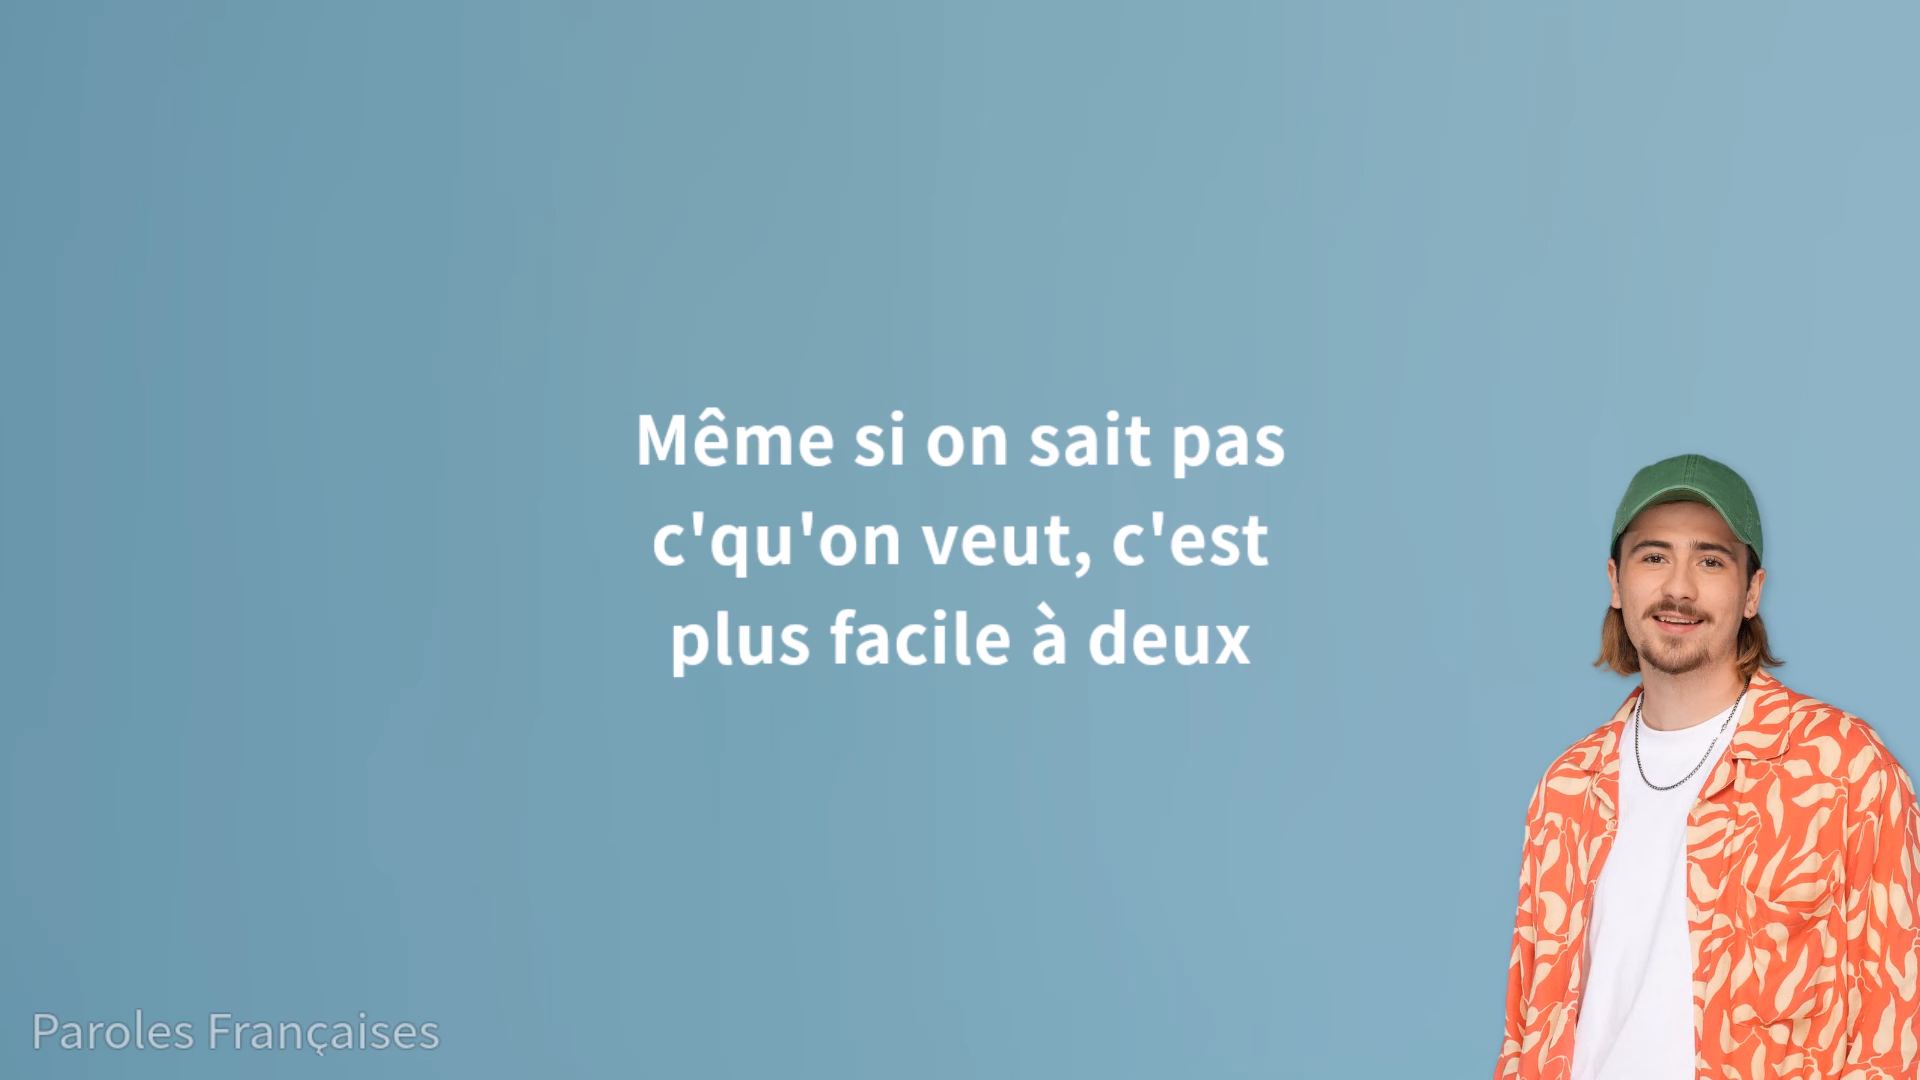 Même si on sait pas
c'qu'on veut, c'est
plus facile à deux
Paroles Françaises